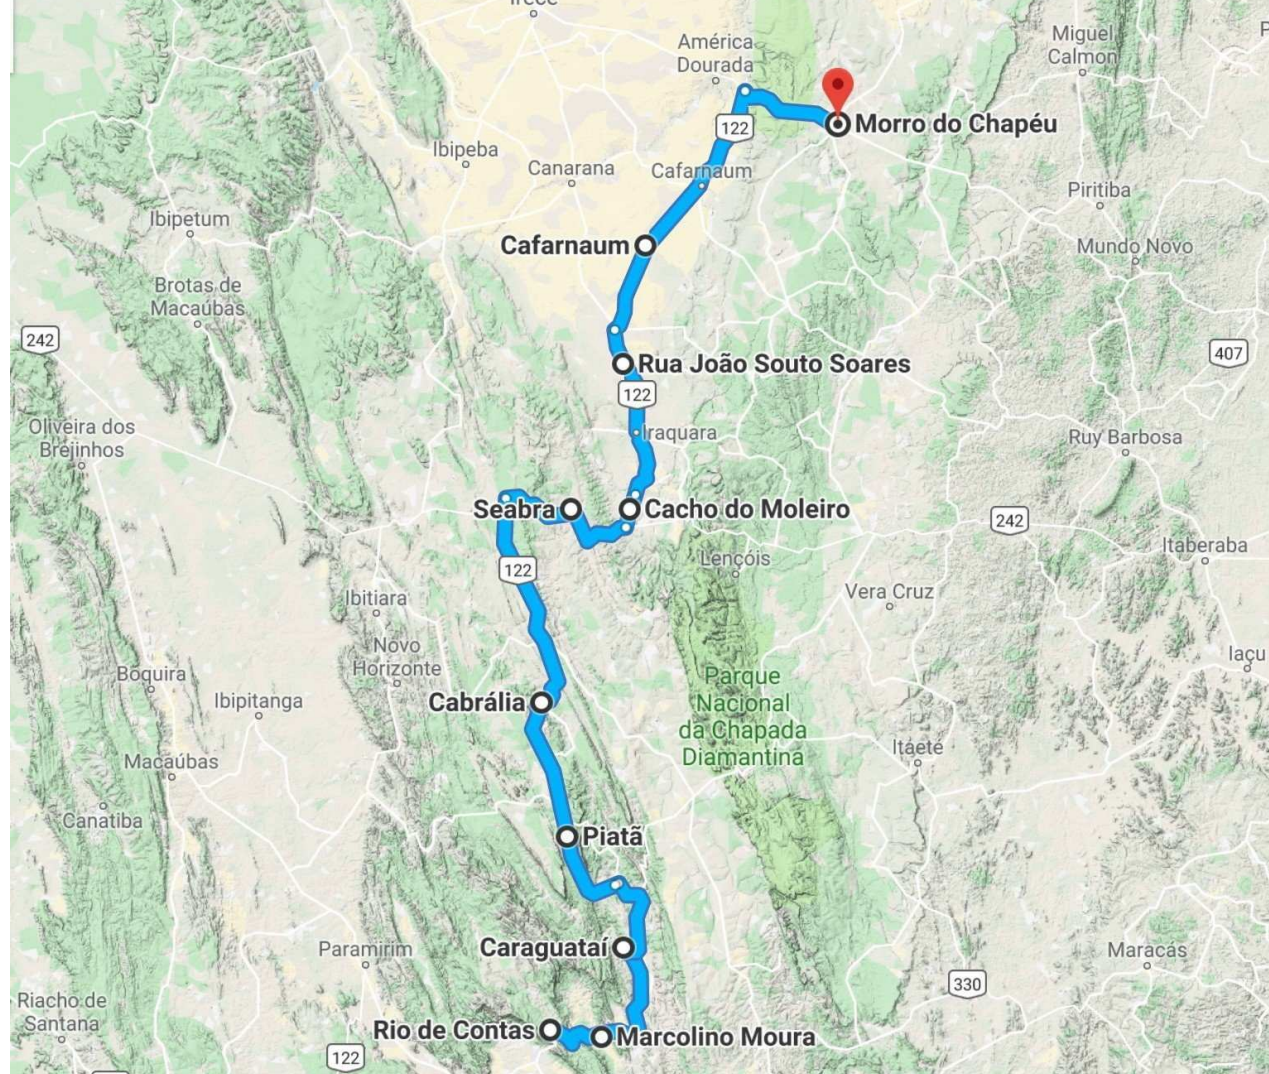 Irecê
América
Dourada
Miguel
Calmon
122
Morro do Chapéu
Ibipeba
Canarana
Cafarnaum
Piritiba
Ibipetum
Cafarnaum
Mundo Novo
Brotas de
Macaúbas
242
407
Rua João Souto Soares
122
Oliveira dos
Brejinhos
Iraquara
Ruy Barbosa
Seabra
Cacho do Moleiro
242
Itaberaba
Lençóis
122
Ibitiara
Vera Cruz
Novo
Horizonte
Iaçu
Boquira
Ibipitanga
Cabrália
Parque
Nacional
da Chapada
Diamantina
Itaetê
Macaúbas
Canatiba
Piatã
Caraguataí
Paramirim
Maracás
330
Riacho de
Santana
Rio de Contas
Marcolino Moura
122